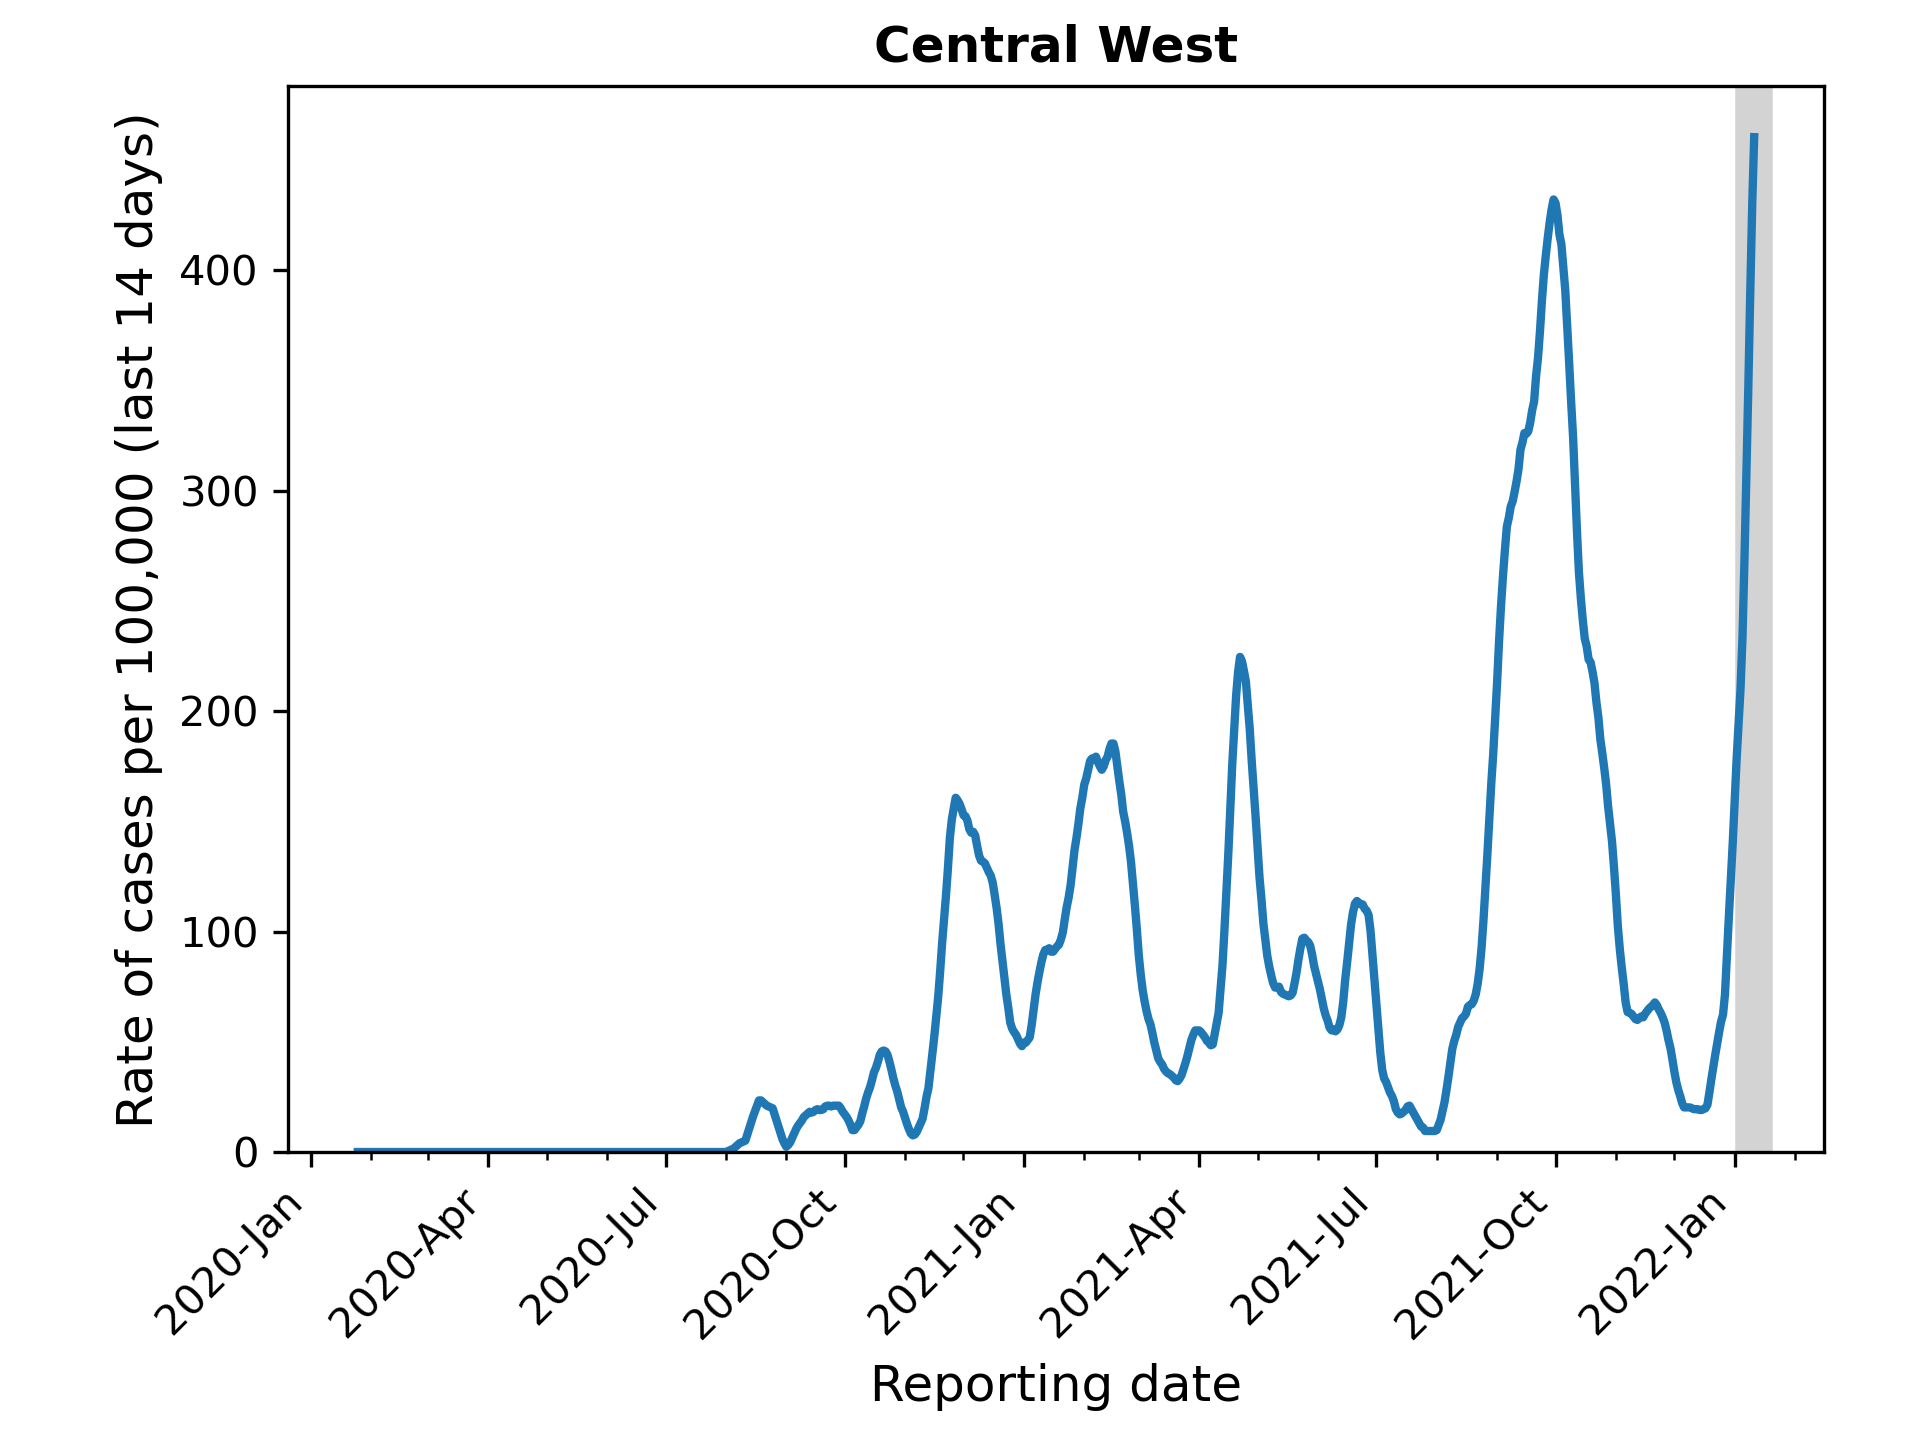 Central West
Rate of cases per 100,000 (last 14 days)
400
300
200
100
0
2020-Jan
2020-Apr
2020-Jul
2020-Oct
2021-Jan
2021-Apr
2021-Jul
2021-Oct
2022-Jan
Reporting date